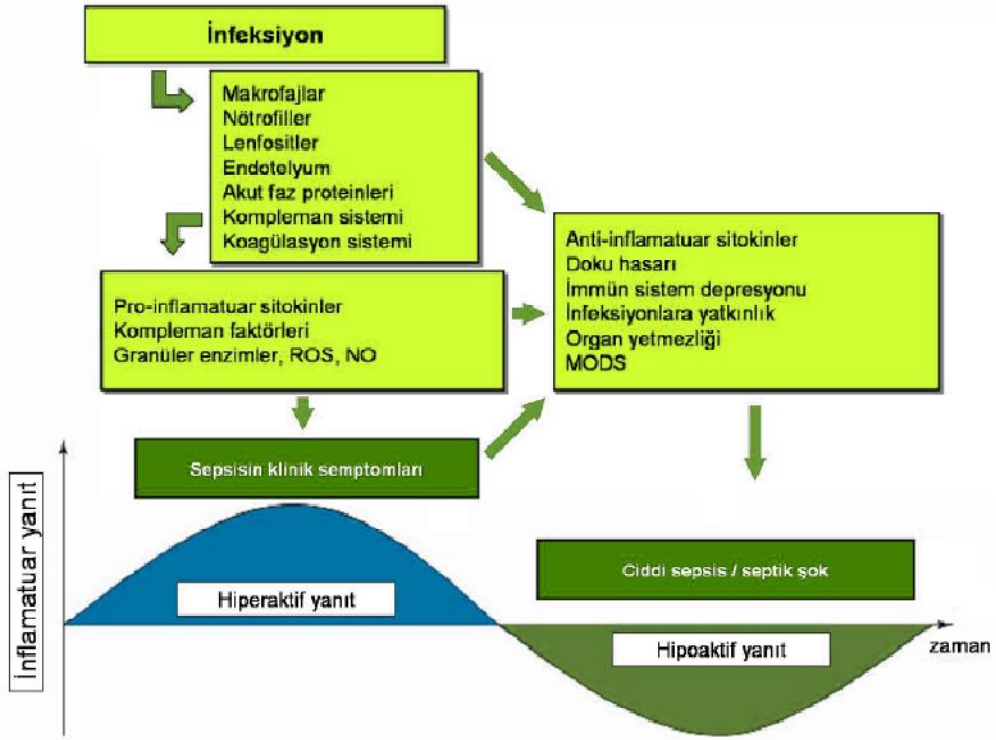 İnfeksiyon
Makrofajlar
Nötrofiller
Lenfositler
Endotelyum
Akut faz proteinleri
Kompleman sistemi
Koagülasyon sistemi
Pro-inflamatuar sitokinler
Kompleman faktörleri
Granüler enzimler, ROS, NO
Anti-inflamatuar sitokinler
Doku hasarı
İmmün sistem depresyonu
İnfeksiyonlara yatkınlık
Organ yetmezliği
MODS
Sepsisin klinik semptomları
Ciddi sepsis / septik şok
İnflamatuar yanıt
Hiperaktif yanıt
Hipoaktif yanıt
zaman